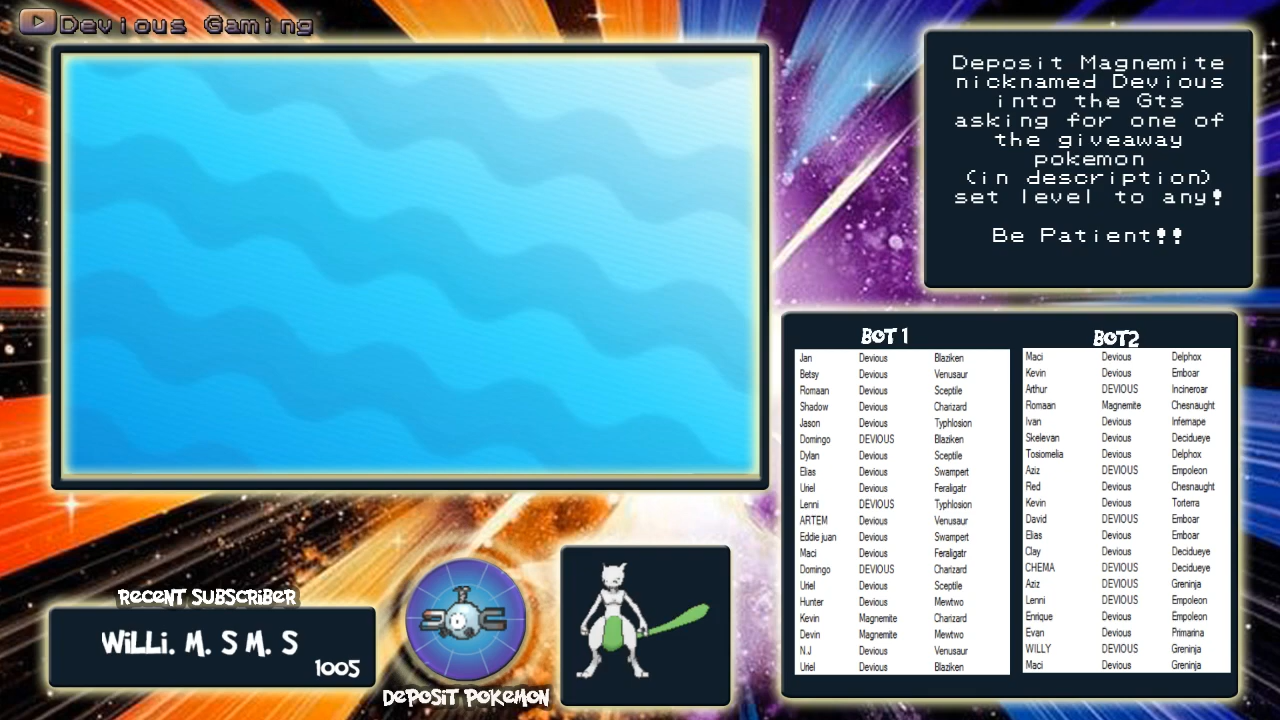 Devious Gaming
Deposit Magnemite
nicknamed Devious
into the Gts
asking for one of
the giveaway
pokemon
(in description)
set level to any!
Be Patient!!
BOT 1
Jan Devious Blaziken
Betsy Devious Venusaur
Romaan Devious Sceptile
Shadow Devious Charizard
Jason Devious Typhlosion
Domingo DEVIOUS Blaziken
Dylan Devious Sceptile
Elias Devious Swampert
Uriel Devious Feraligatr
Lenni DEVIOUS Typhlosion
ARTEM Devious Venusaur
Eddie juan Devious Swampert
Maci Devious Feraligatr
Domingo DEVIOUS Charizard
Uriel Devious Sceptile
Hunter Devious Mewtwo
Kevin Magnemite Charizard
Devin Magnemite Mewtwo
N.J Devious Venusaur
Uriel Devious Blaziken
BOT2
Maci Devious Delphox
Kevin Devious Emboar
Arthur DEVIOUS Incineroar
Romaan Magnemite Chesnaught
Ivan Devious Infernape
Skelevan Devious Decidueye
Tosiomelia Devious Delphox
Aziz DEVIOUS Empoleon
Red Devious Chesnaught
Kevin Devious Torterra
David DEVIOUS Emboar
Elias Devious Emboar
Clay Devious Decidueye
CHEMA DEVIOUS Decidueye
Aziz DEVIOUS Greninja
Lenni DEVIOUS Empoleon
Enrique Devious Empoleon
Evan Devious Primarina
WILLY DEVIOUS Greninja
Maci Devious Greninja
RECENT SUBSCRIBER
WILLI. M. S M. S
1005
DEPOSIT POKEMON